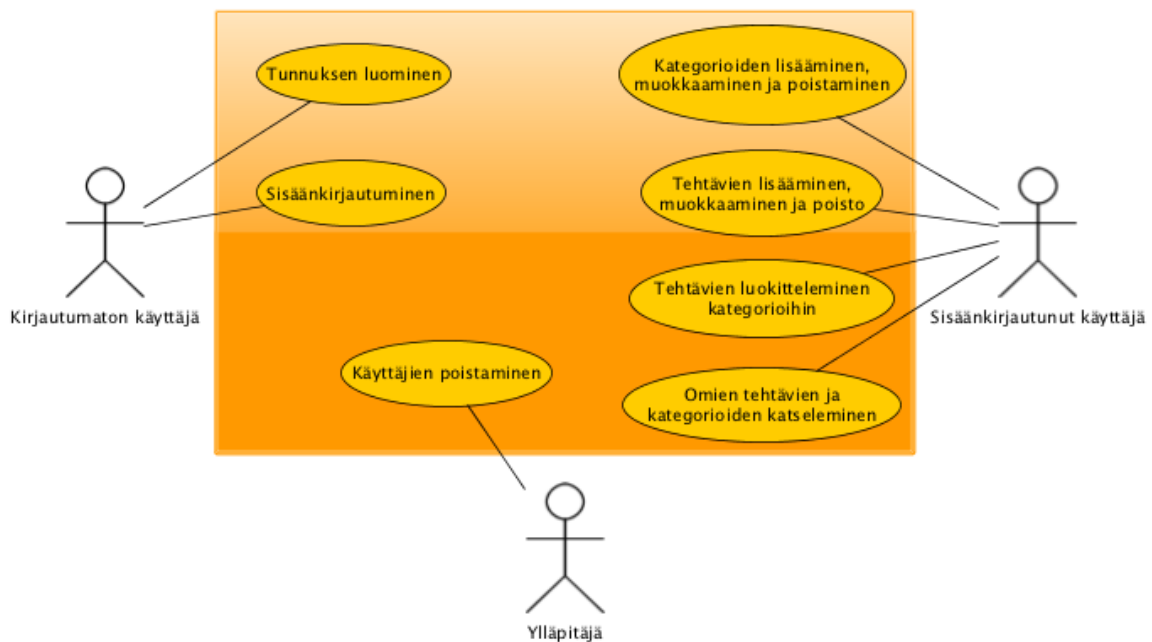 Tunnuksen luominen
Sisäänkirjautuminen
Kirjautumaton käyttäjä
Kategorioiden lisääminen,
muokkaaminen ja poistaminen
Tehtävien lisääminen,
muokkaaminen ja poisto
Tehtävien luokitteleminen
kategorioihin
Omien tehtävien ja
kategorioiden katseleminen
Sisäänkirjautunut käyttäjä
Käyttäjien poistaminen
Ylläpitäjä